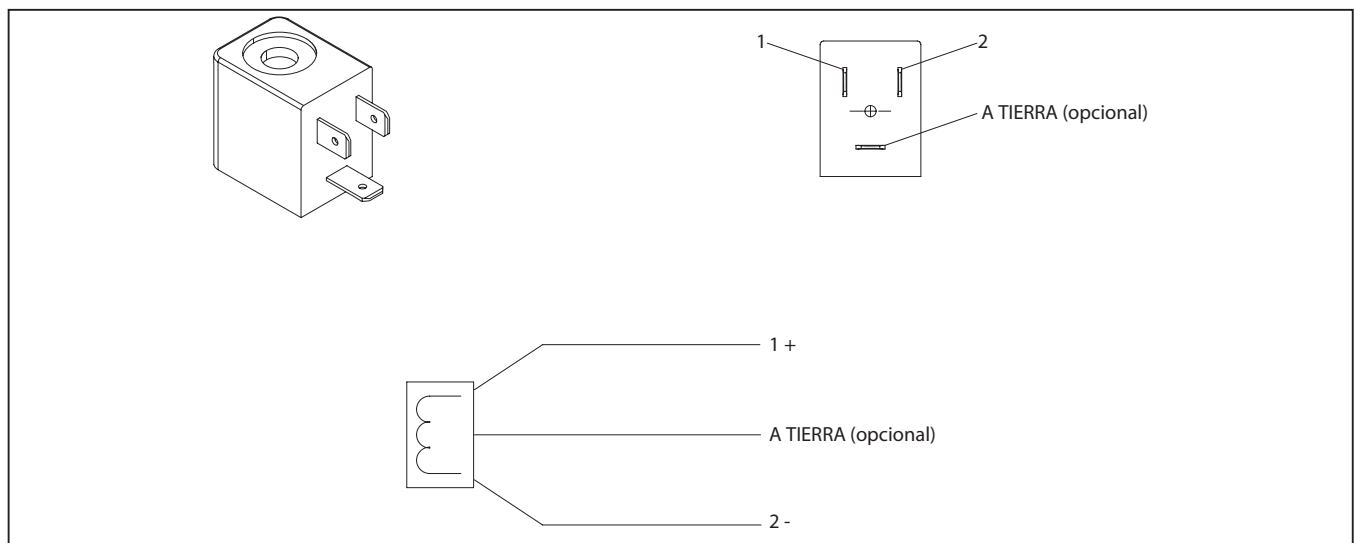 1
2
A TIERRA (opcional)
1 +
A TIERRA (opcional)
2 -